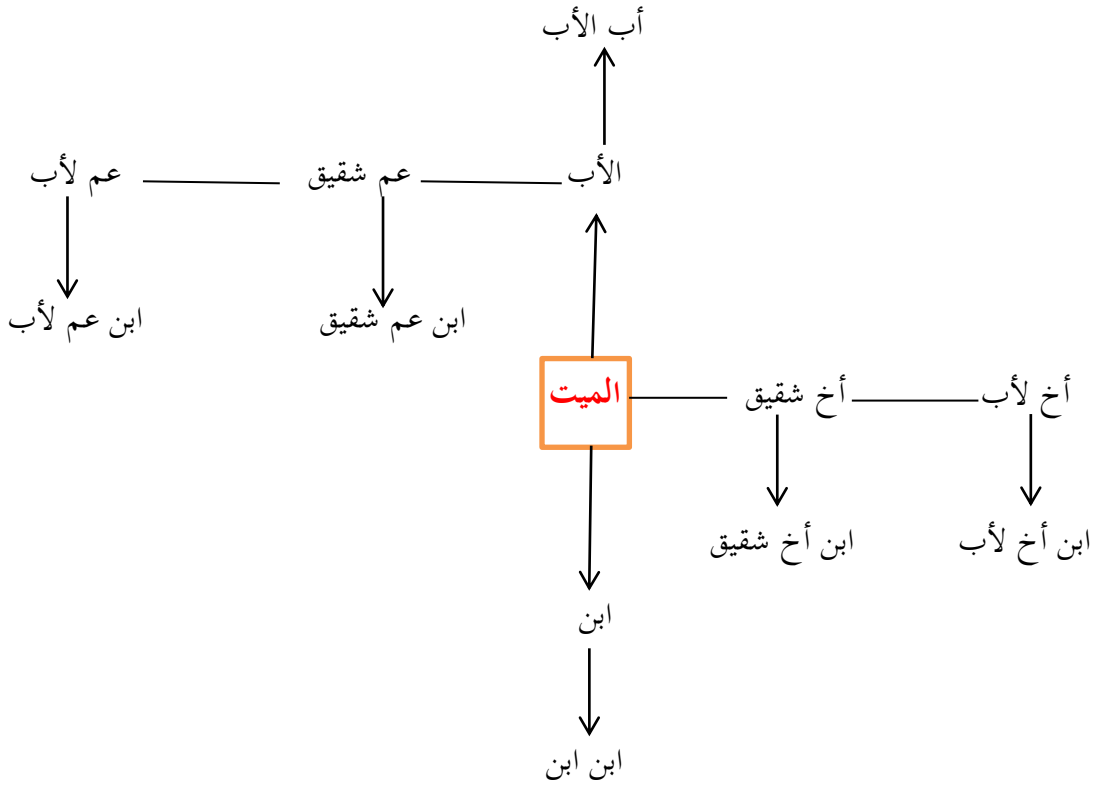 أب الأب
الأب
عم شقيق
عم لأب
ابن عم شقيق
ابن عم لأب
الميت
أخ لأب
أخ شقيق
ابن أخ لأب
ابن أخ شقيق
ابن
ابن ابن